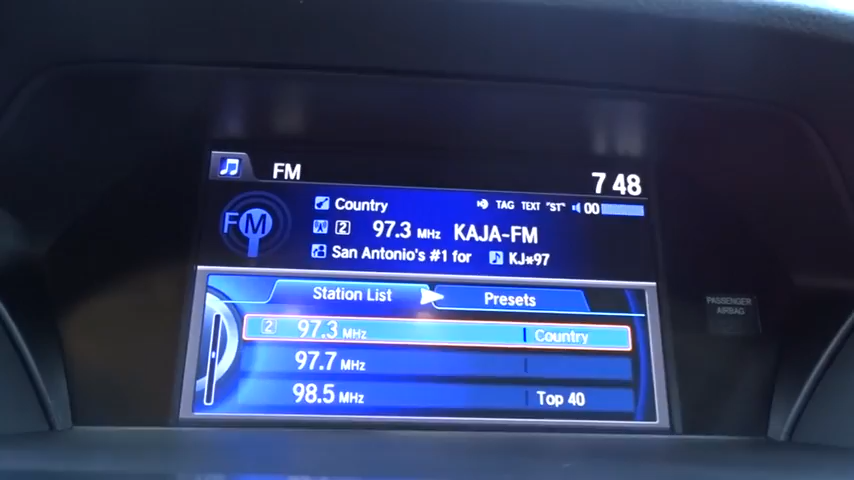 FM
7 48
Country
TAG TEXT "ST" 00
FM
2 97.3 MHz KAJA-FM
San Antonio's #1 for KJ*97
Station List Presets
2 97.3 MHz Country
97.7 MHz
98.5 MHz Top 40
PASSENGER
AIRBAG